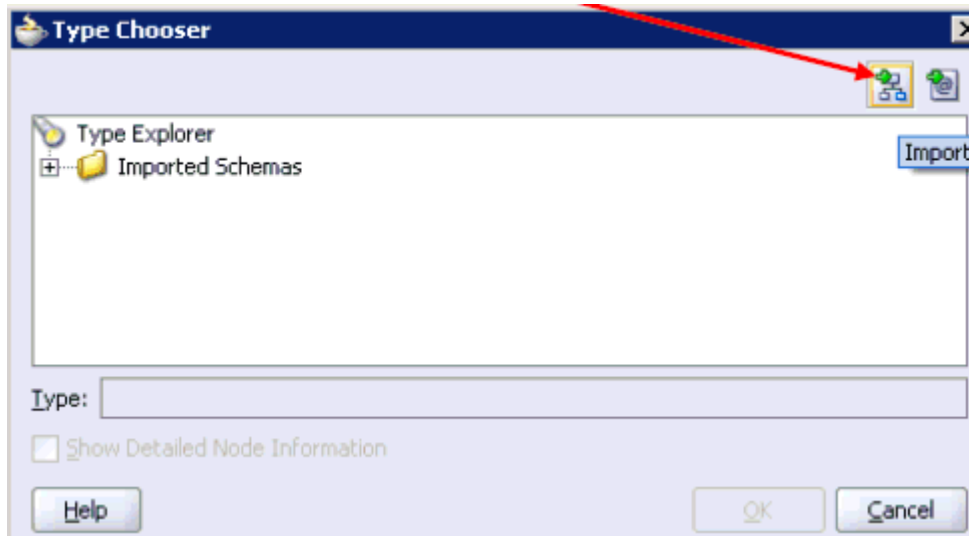 Type Chooser
Type Explorer
Imported Schemas
Import
Type:
Show Detailed Node Information
Help
OK
Cancel